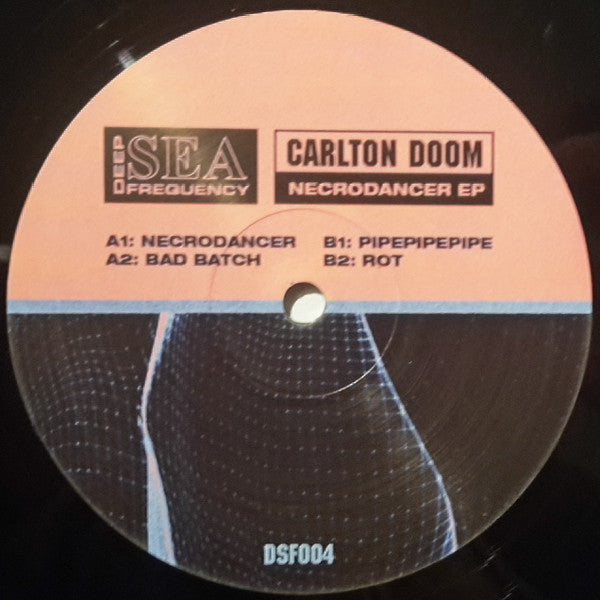 DEEP
SEA
FREQUENCY
CARLTON DOOM
NECRODANCER EP
A1: NECRODANCER
A2: BAD BATCH
B1: PIPEPIPEPIPE
B2: ROT
DSF004